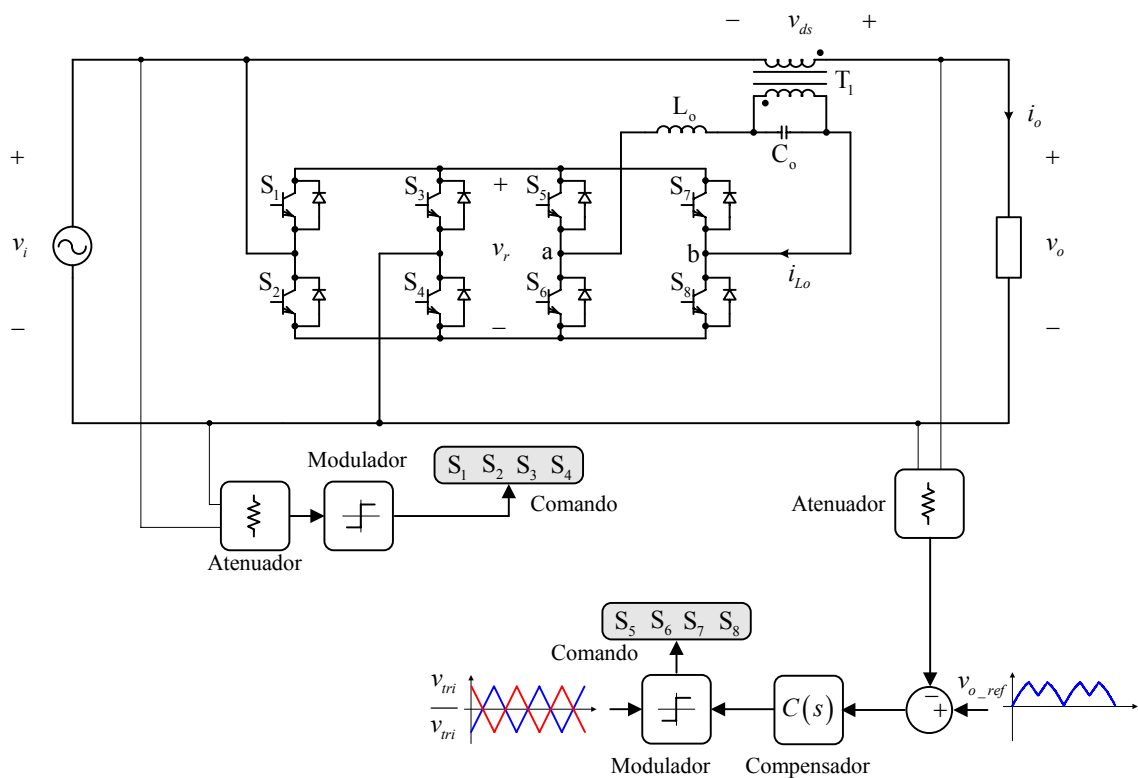 − v_ds +
T_1
L_o
C_o
i_o
+
v_i
−
S_1
S_3
S_5
S_7
+
v_r
−
a
b
i_Lo
S_2
S_4
S_6
S_8
+
v_o
−
Modulador
S_1 S_2 S_3 S_4
Comando
Atenuador
Atenuador
S_5 S_6 S_7 S_8
Comando
v_tri
v_tri
C(s)
−
+
v_o_ref
Modulador
Compensador